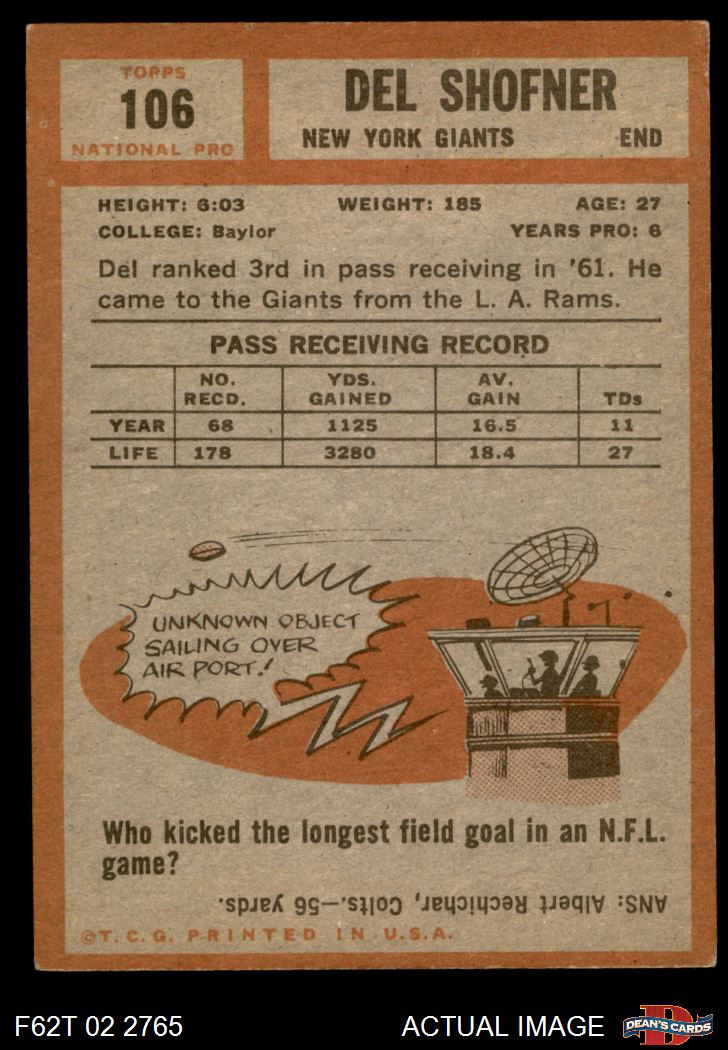 TOPPS
106
NATIONAL PRO
DEL SHOFNER
NEW YORK GIANTS END
HEIGHT: 6:03 WEIGHT: 185 AGE: 27
COLLEGE: Baylor YEARS PRO: 6
Del ranked 3rd in pass receiving in '61. He
came to the Giants from the L. A. Rams.
PASS RECEIVING RECORD
NO. RECD. YDS. GAINED AV. GAIN TDs
YEAR 68 1125 16.5 11
LIFE 178 3280 18.4 27
UNKNOWN OBJECT
SAILING OVER
AIR PORT!
Who kicked the longest field goal in an N.F.L.
game?
ANS: Albert Rechichar, Colts.—56 yards.
©T. C. G. PRINTED IN U.S.A.
F62T 02 2765 ACTUAL IMAGE
D
DEAN'S CARDS